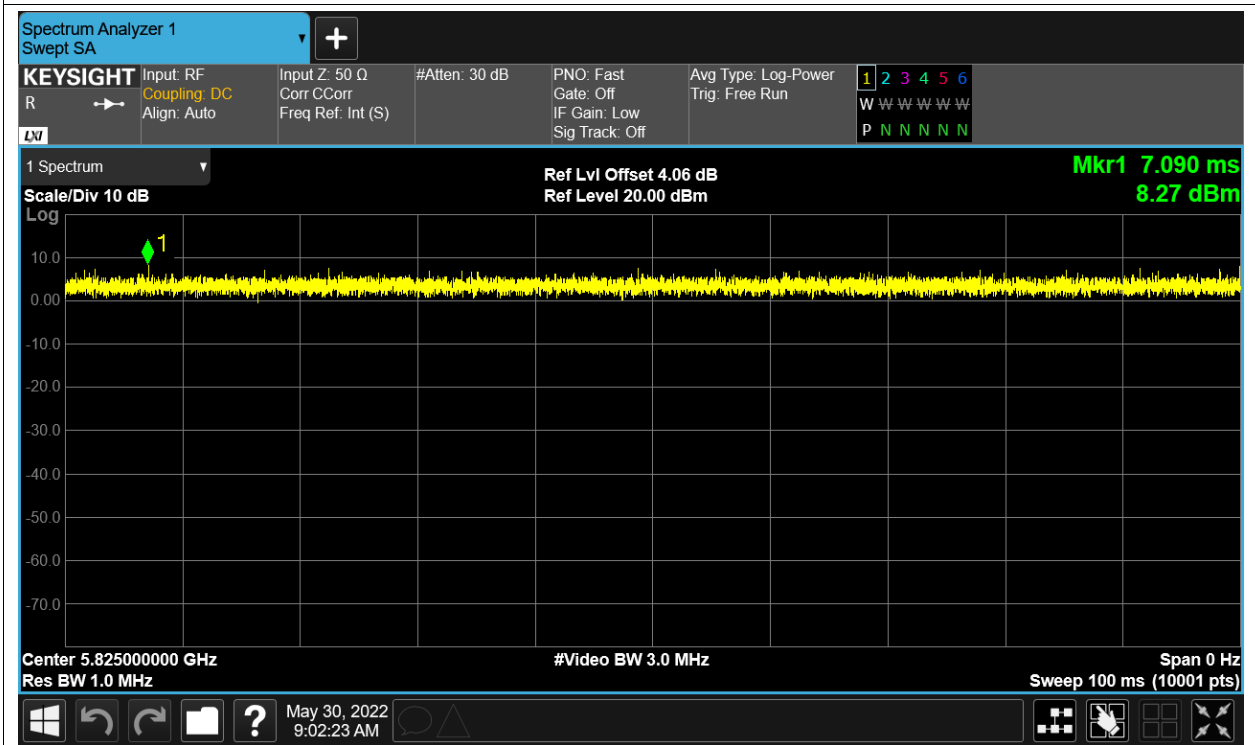 Spectrum Analyzer 1
Swept SA
KEYSIGHT
R
LXI
Input: RF
Coupling: DC
Align: Auto
Input Z: 50 Ω
Corr CCorr
Freq Ref: Int (S)
#Atten: 30 dB
PNO: Fast
Gate: Off
IF Gain: Low
Sig Track: Off
Avg Type: Log-Power
Trig: Free Run
1 2 3 4 5 6
W W W W W W
P N N N N N
1 Spectrum
Scale/Div 10 dB
Ref Lvl Offset 4.06 dB
Ref Level 20.00 dBm
Mkr1 7.090 ms
8.27 dBm
Log
1
10.0
0.00
-10.0
-20.0
-30.0
-40.0
-50.0
-60.0
-70.0
Center 5.825000000 GHz
Res BW 1.0 MHz
#Video BW 3.0 MHz
Span 0 Hz
Sweep 100 ms (10001 pts)
?
May 30, 2022
9:02:23 AM